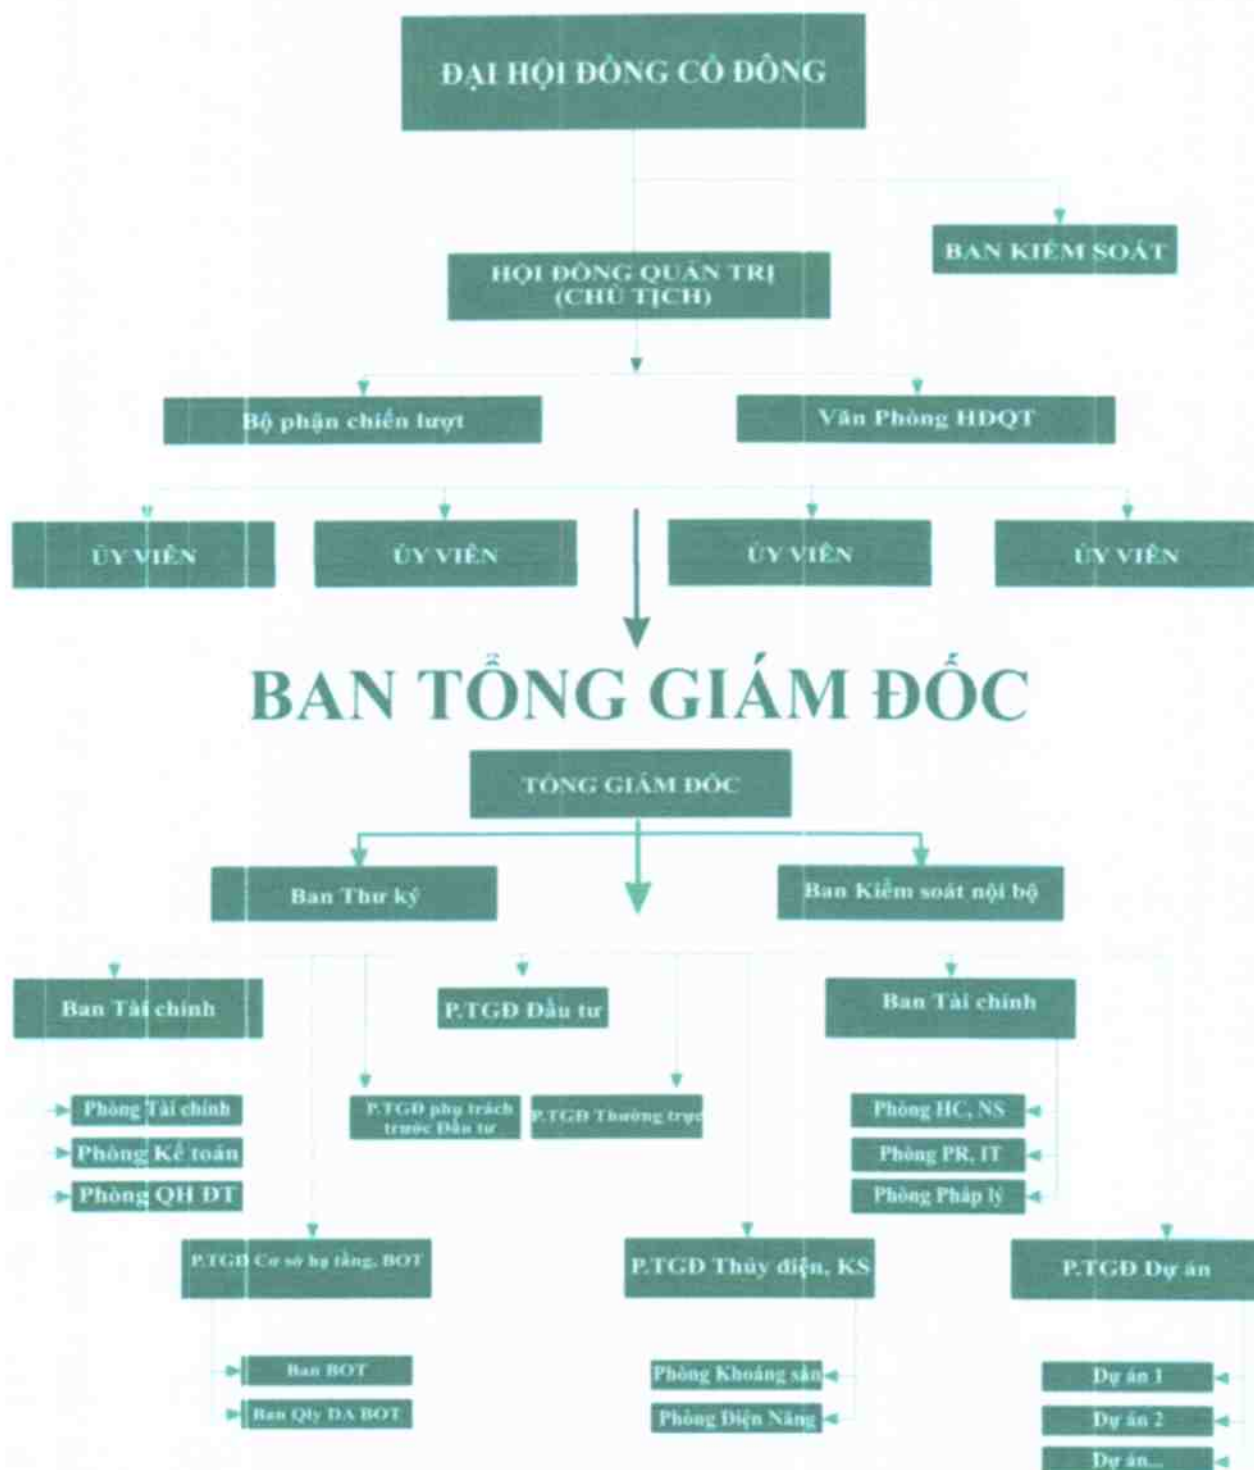 ĐẠI HỘI ĐỒNG CỔ ĐÔNG
BAN KIỂM SOÁT
HỘI ĐỒNG QUẢN TRỊ
(CHỦ TỊCH)
Bộ phận chiến lượt
Văn Phòng HĐQT
ỦY VIÊN
ỦY VIÊN
ỦY VIÊN
ỦY VIÊN
BAN TỔNG GIÁM ĐỐC
TỔNG GIÁM ĐỐC
Ban Thư ký
Ban Kiểm soát nội bộ
Ban Tài chính
P.TGĐ Đầu tư
Ban Tài chính
Phòng Tài chính
P.TGĐ phụ trách
trước Đầu tư
P.TGĐ Thường trực
Phòng HC, NS
Phòng Kế toán
Phòng PR, IT
Phòng QH ĐT
Phòng Pháp lý
P.TGĐ Cơ sở hạ tầng, BOT
P.TGĐ Thủy điện, KS
P.TGĐ Dự án
Ban BOT
Phòng Khoáng sản
Dự án 1
Ban Qly DA BOT
Phòng Điện Năng
Dự án 2
Dự án...